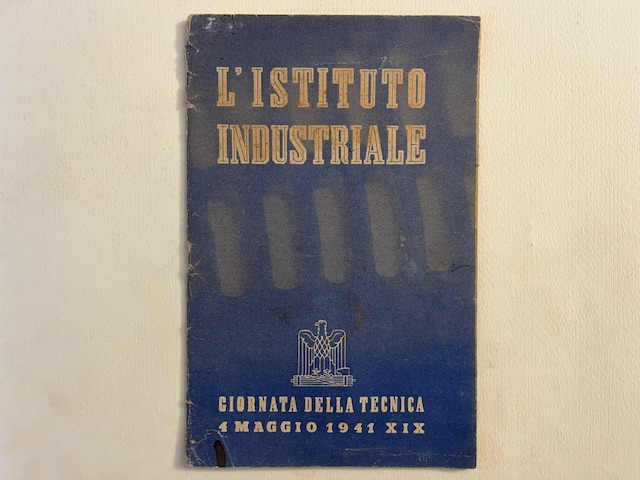 L'ISTITUTO
INDUSTRIALE
GIORNATA DELLA TECNICA
4 MAGGIO 1941 XIX